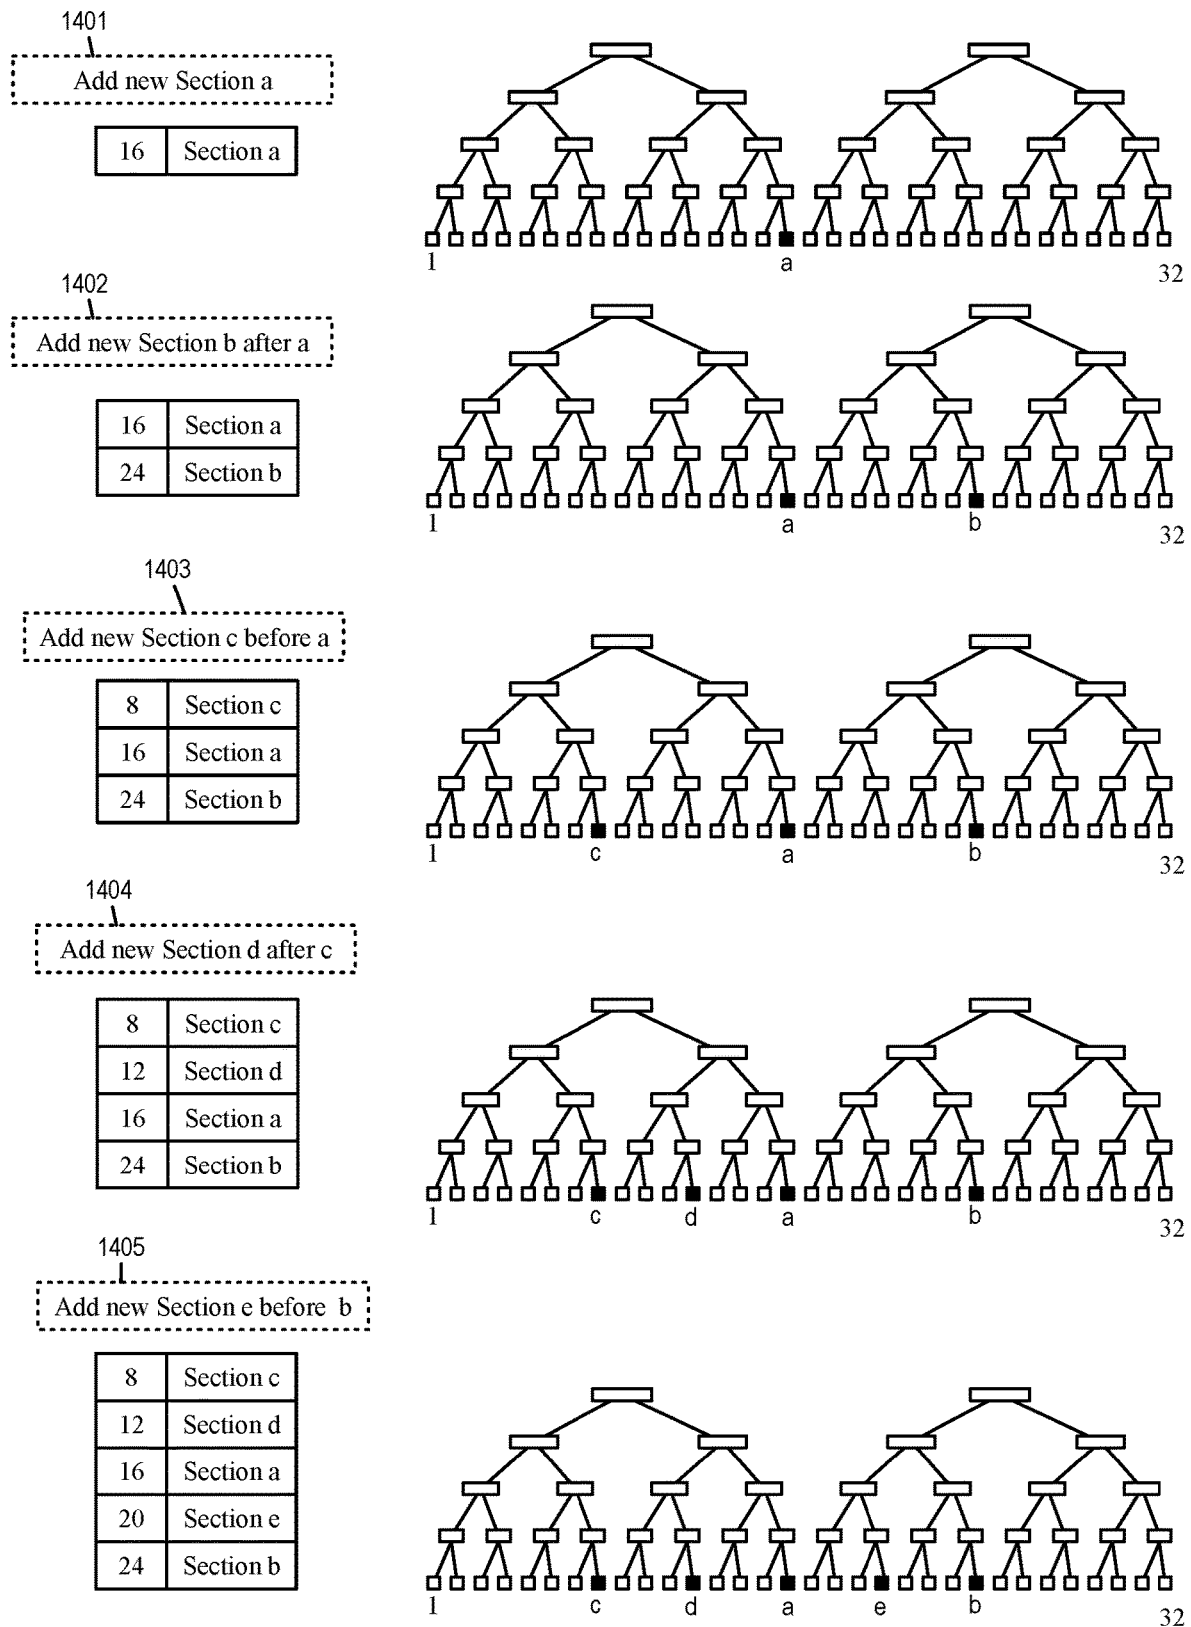 1401
Add new Section a
16 Section a
1 a 32
1402
Add new Section b after a
16 Section a
24 Section b
1 a b 32
1403
Add new Section c before a
8 Section c
16 Section a
24 Section b
1 c a b 32
1404
Add new Section d after c
8 Section c
12 Section d
16 Section a
24 Section b
1 c d a b 32
1405
Add new Section e before b
8 Section c
12 Section d
16 Section a
20 Section e
24 Section b
1 c d a e b 32